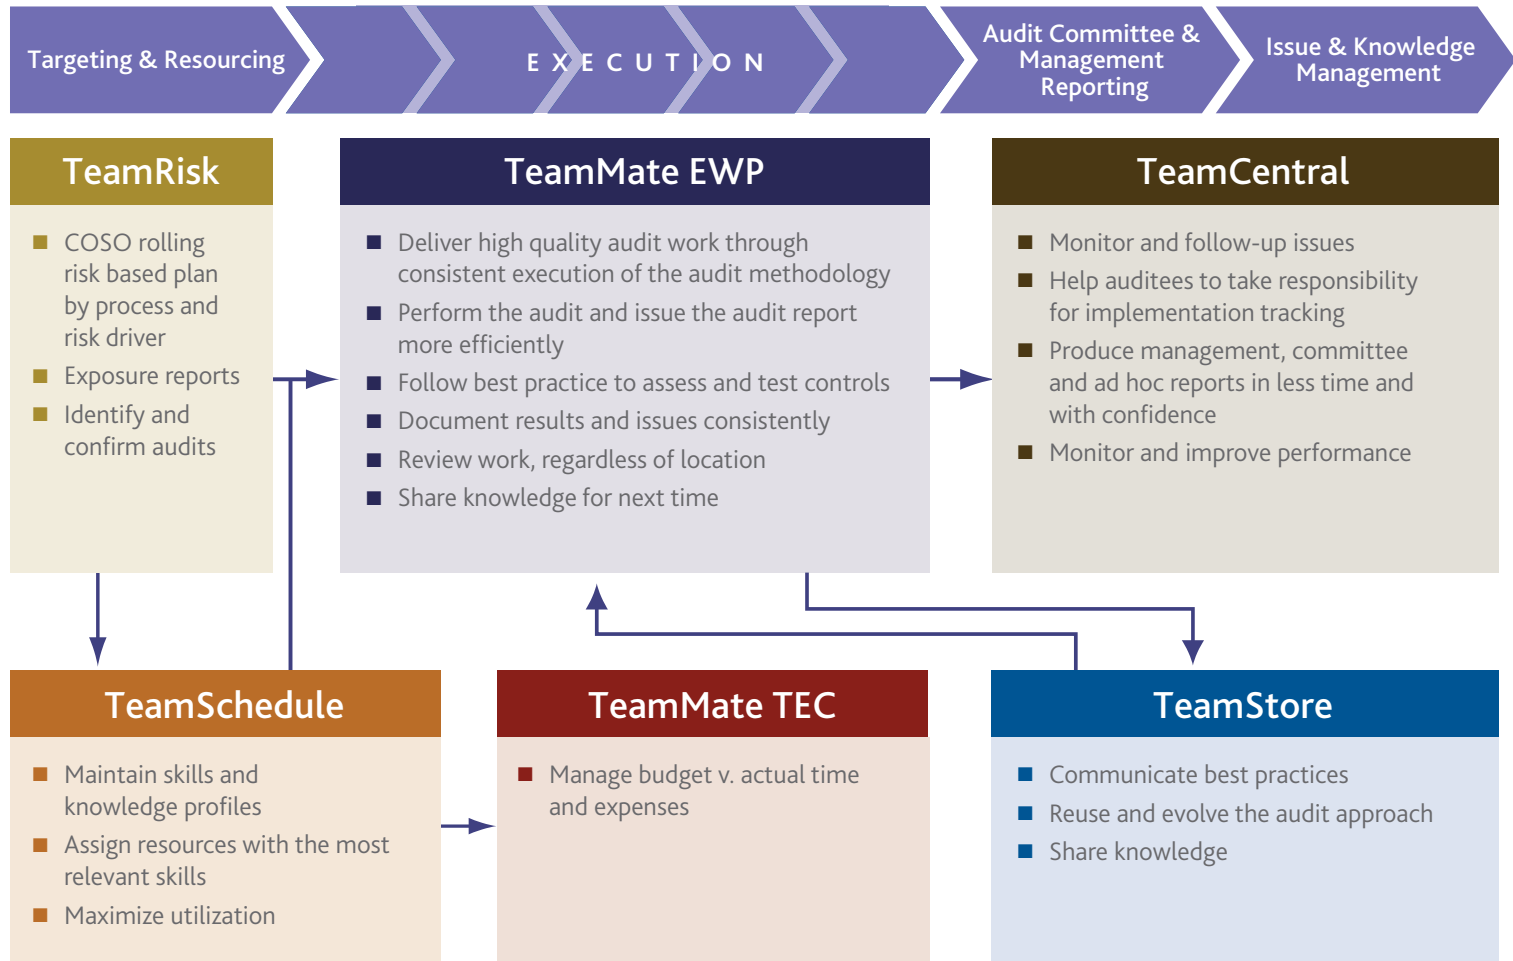 Targeting & Resourcing
EXECUTION
Audit Committee &
Management
Reporting
Issue & Knowledge
Management
TeamRisk
COSO rolling
risk based plan
by process and
risk driver
Exposure reports
Identify and
confirm audits
TeamMate EWP
Deliver high quality audit work through
consistent execution of the audit methodology
Perform the audit and issue the audit report
more efficiently
Follow best practice to assess and test controls
Document results and issues consistently
Review work, regardless of location
Share knowledge for next time
TeamCentral
Monitor and follow-up issues
Help auditees to take responsibility
for implementation tracking
Produce management, committee
and ad hoc reports in less time and
with confidence
Monitor and improve performance
TeamSchedule
Maintain skills and
knowledge profiles
Assign resources with the most
relevant skills
Maximize utilization
TeamMate TEC
Manage budget v. actual time
and expenses
TeamStore
Communicate best practices
Reuse and evolve the audit approach
Share knowledge